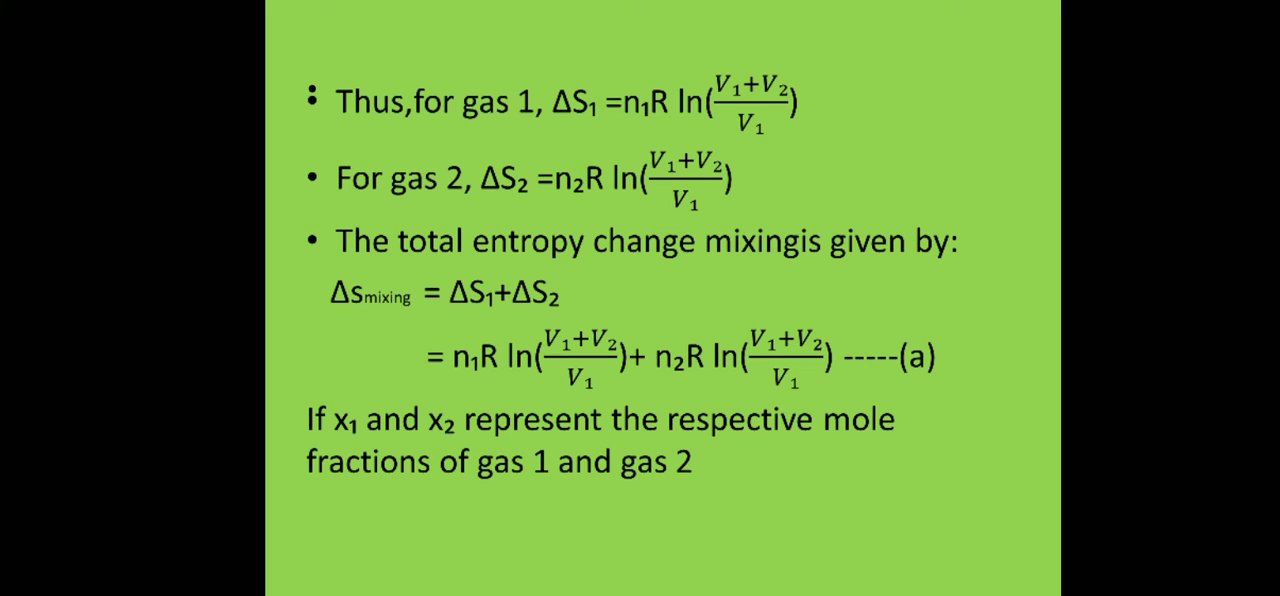 • Thus,for gas 1, ΔS₁ =n₁R ln((V₁+V₂)/V₁)
• For gas 2, ΔS₂ =n₂R ln((V₁+V₂)/V₁)
• The total entropy change mixingis given by:
Δsmixing = ΔS₁+ΔS₂
= n₁R ln((V₁+V₂)/V₁)+ n₂R ln((V₁+V₂)/V₁) -----(a)
If x₁ and x₂ represent the respective mole
fractions of gas 1 and gas 2